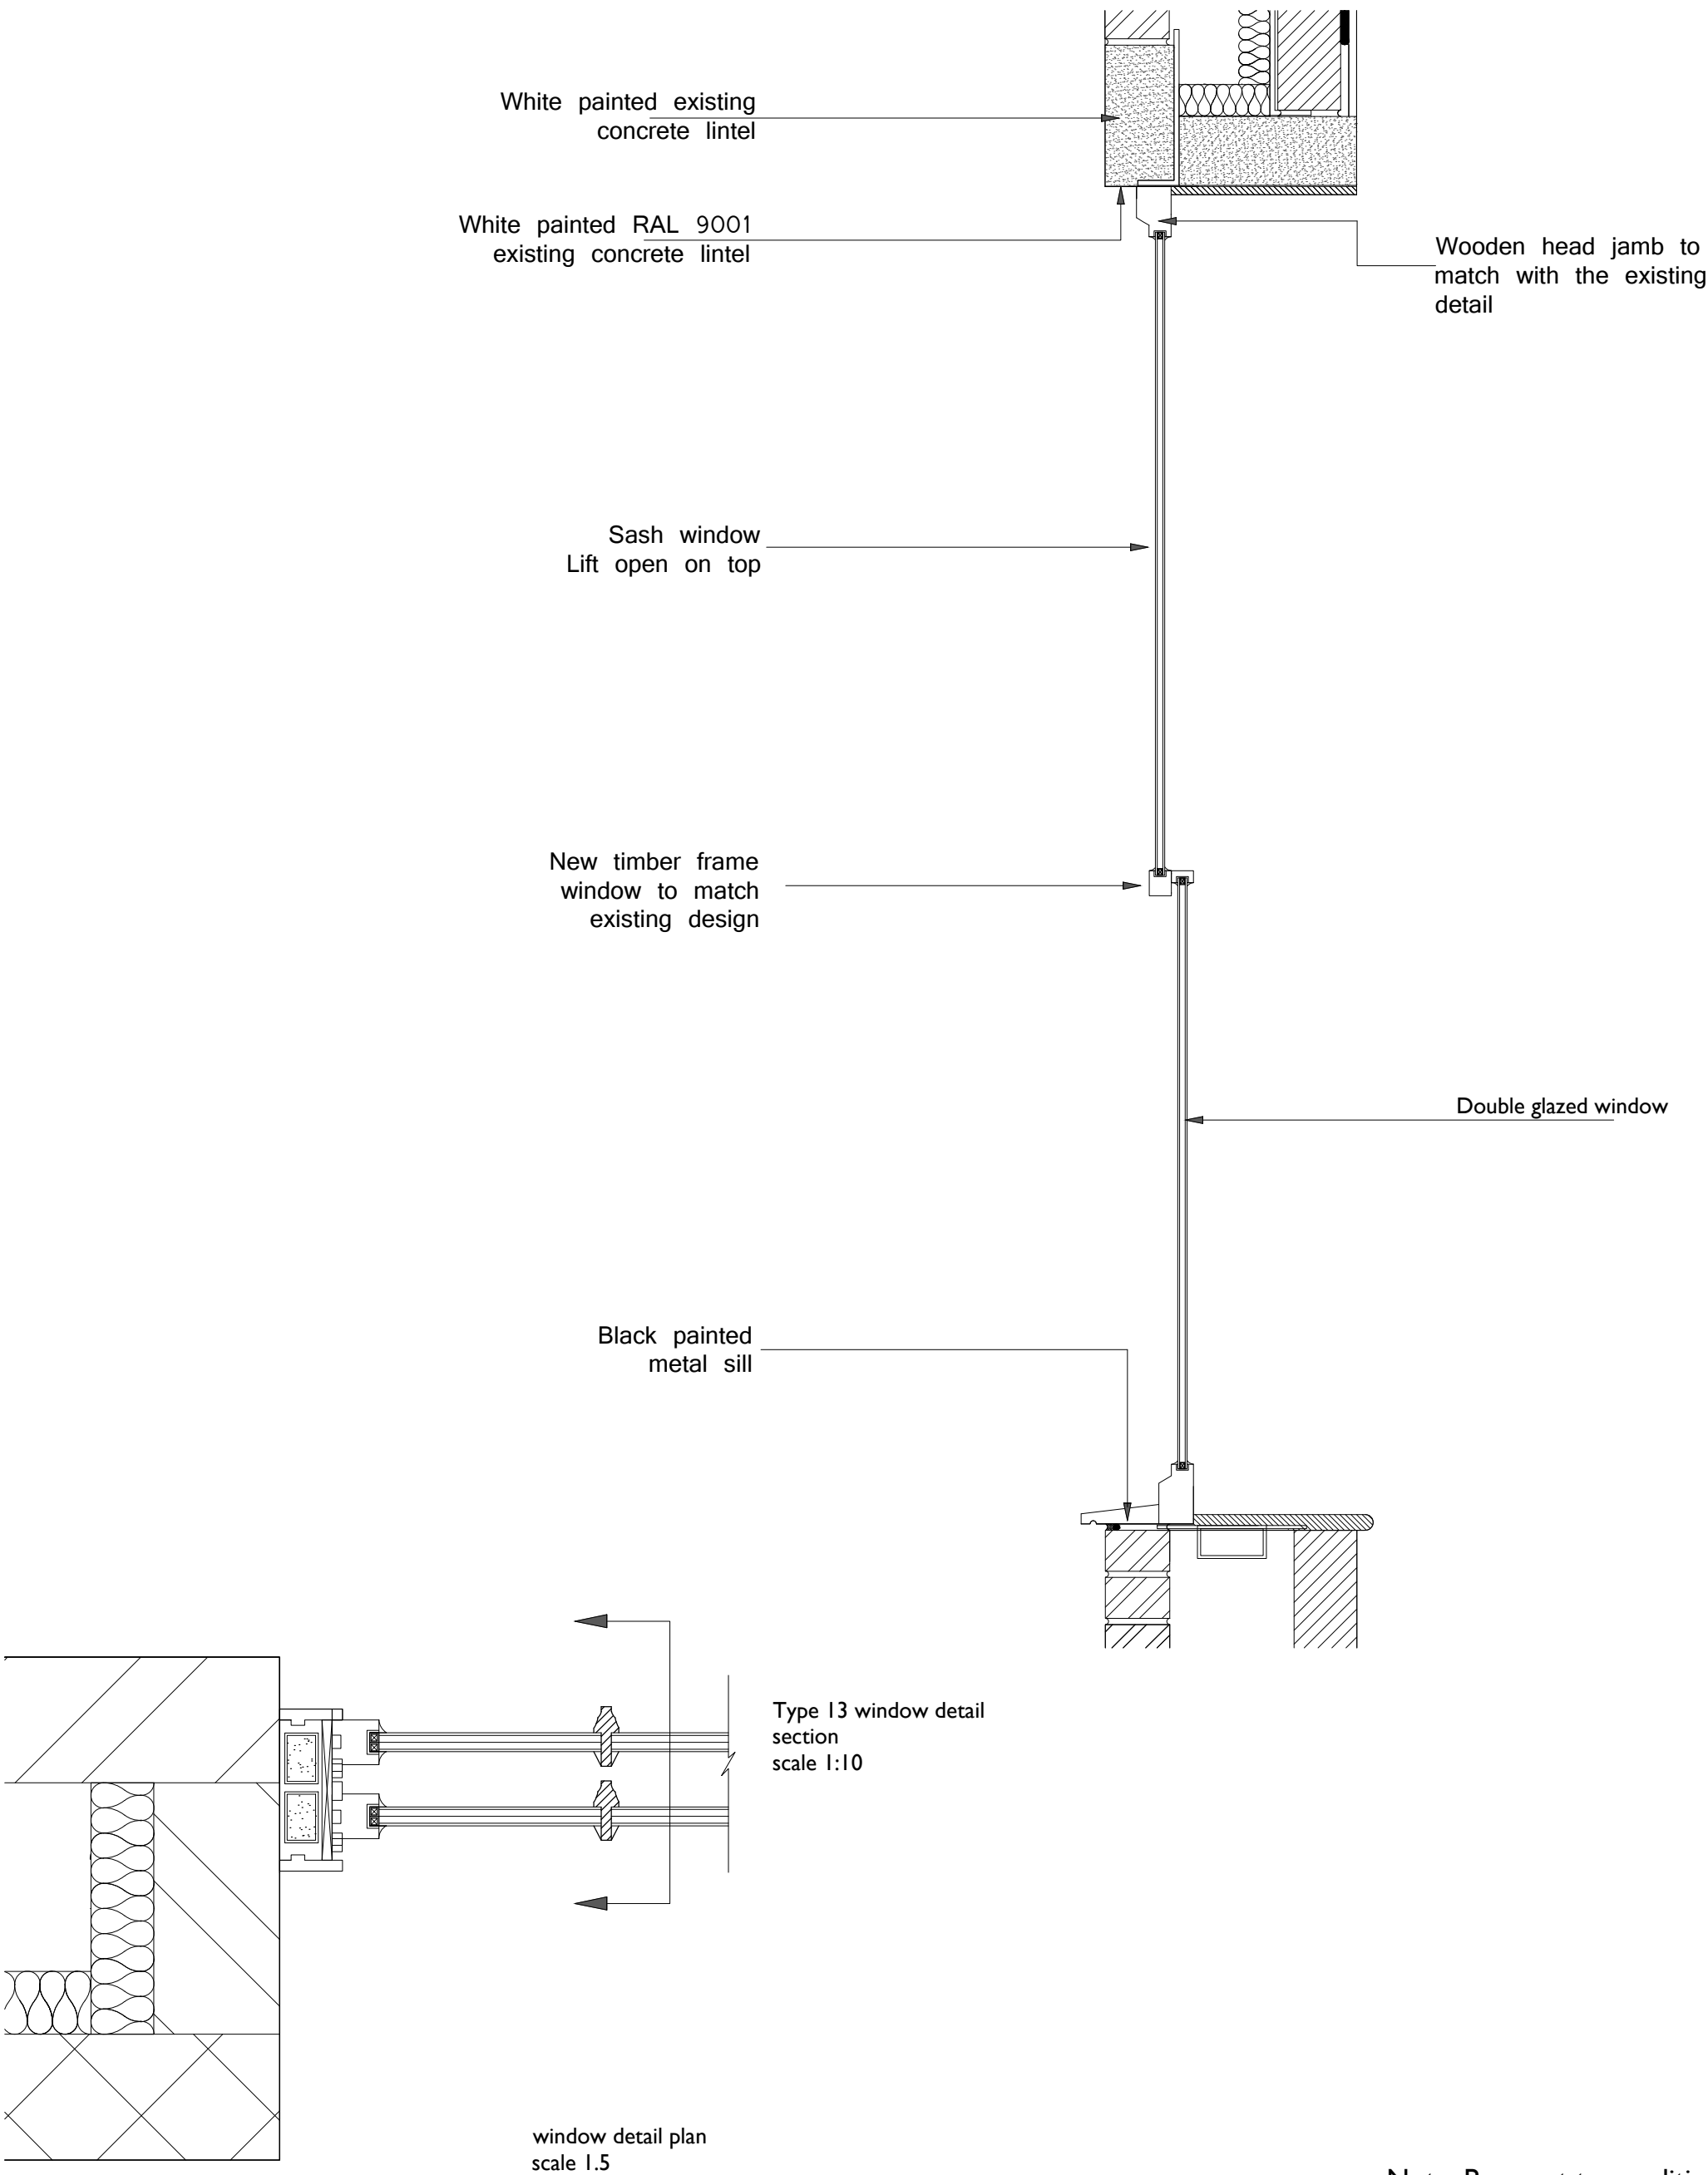 White painted existing
concrete lintel
White painted RAL 9001
existing concrete lintel
Wooden head jamb to
match with the existing
detail
Sash window
Lift open on top
New timber frame
window to match
existing design
Double glazed window
Black painted
metal sill
Type 13 window detail
section
scale 1:10
window detail plan
scale 1.5